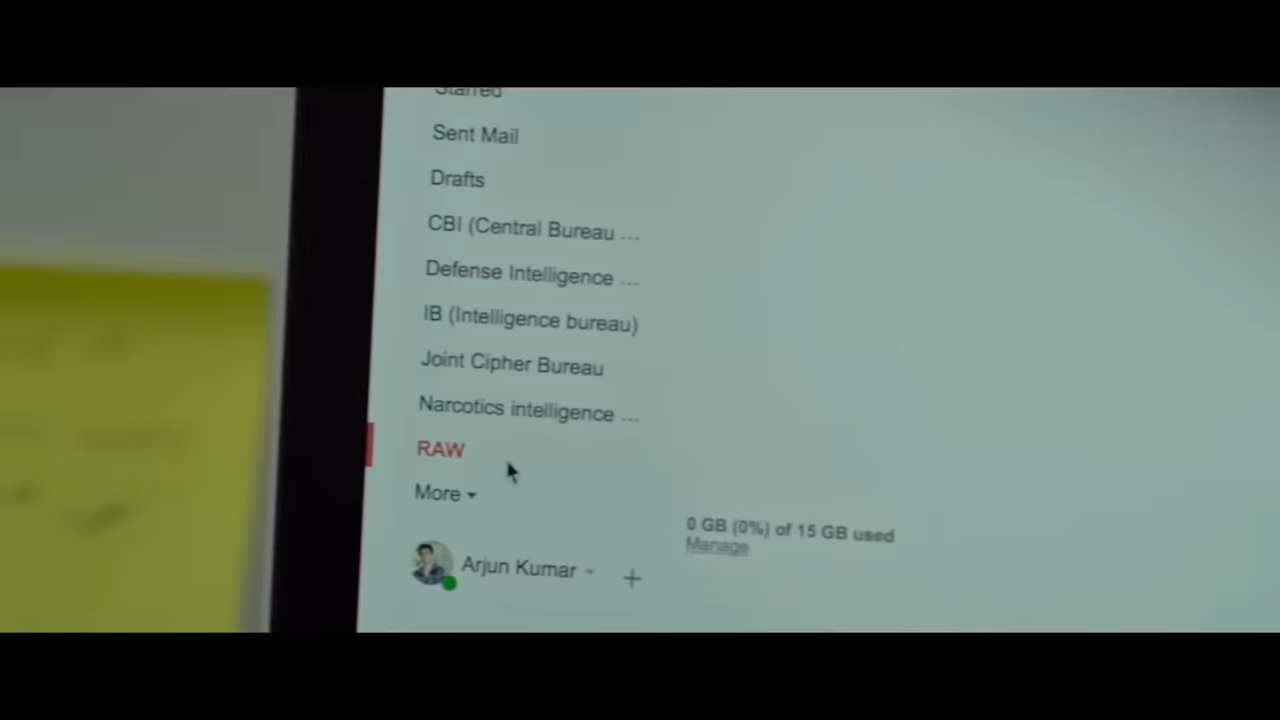 Starred
Sent Mail
Drafts
CBI (Central Bureau ...
Defense Intelligence ...
IB (Intelligence bureau)
Joint Cipher Bureau
Narcotics intelligence ...
RAW
More
Arjun Kumar
0 GB (0%) of 15 GB used
Manage